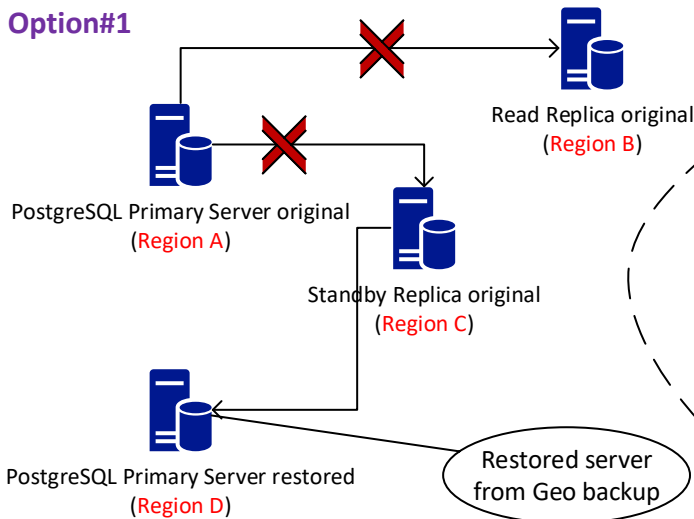 Option#1
Read Replica original
(Region B)
PostgreSQL Primary Server original
(Region A)
Standby Replica original
(Region C)
PostgreSQL Primary Server restored
(Region D)
Restored server
from Geo backup